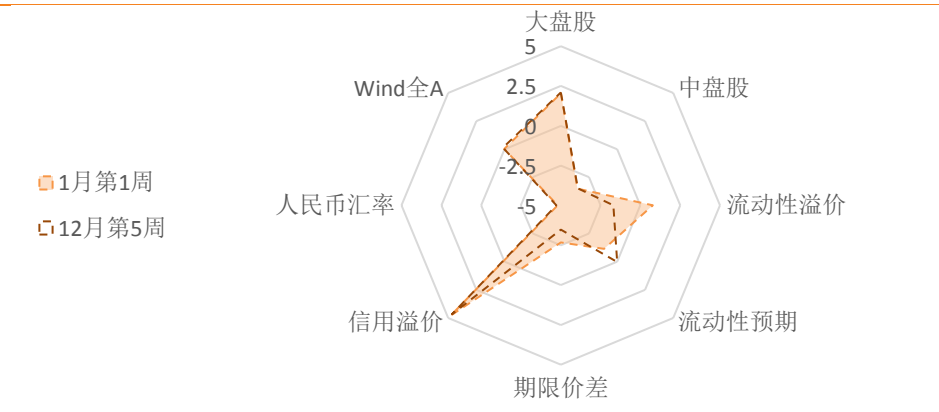 大盘股
5
Wind全A
2.5
中盘股
0
-2.5
1月第1周
人民币汇率
-5
流动性溢价
12月第5周
信用溢价
流动性预期
期限价差